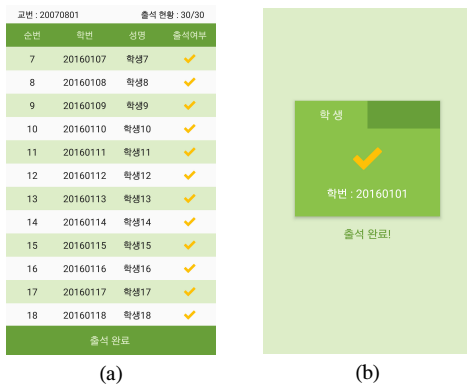 교번 : 20070801 출석 현황 : 30/30
순번 학번 성명 출석여부
7 20160107 학생7
8 20160108 학생8
9 20160109 학생9
10 20160110 학생10
11 20160111 학생11
12 20160112 학생12
13 20160113 학생13
14 20160114 학생14
15 20160115 학생15
16 20160116 학생16
17 20160117 학생17
18 20160118 학생18
출석 완료
(a)
학 생
학번 : 20160101
출석 완료!
(b)